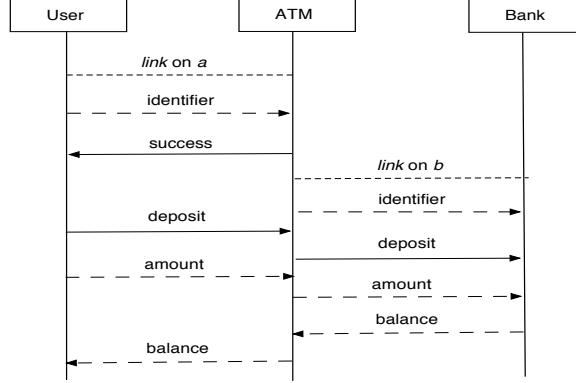 User
ATM
Bank
link on a
identifier
success
link on b
identifier
deposit
deposit
amount
amount
balance
balance